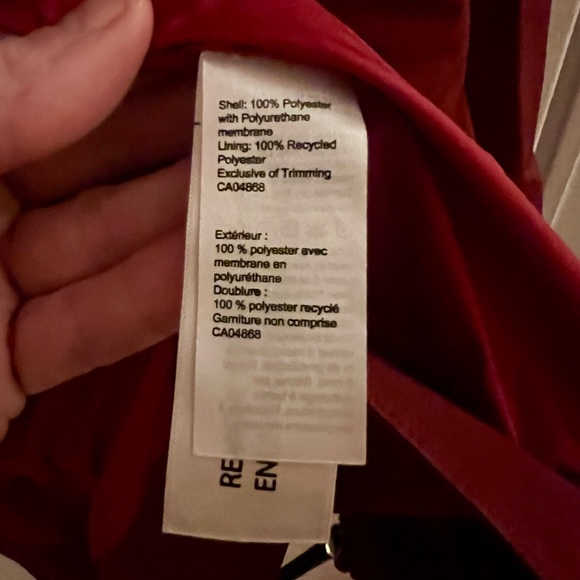 Shell: 100% Polyester
with Polyurethane
membrane
Lining: 100% Recycled
Polyester
Exclusive of Trimming
CA04868
Extérieur :
100 % polyester avec
membrane en
polyuréthane
Doublure :
100 % polyester recyclé
Garniture non comprise
CA04868
RE
EN